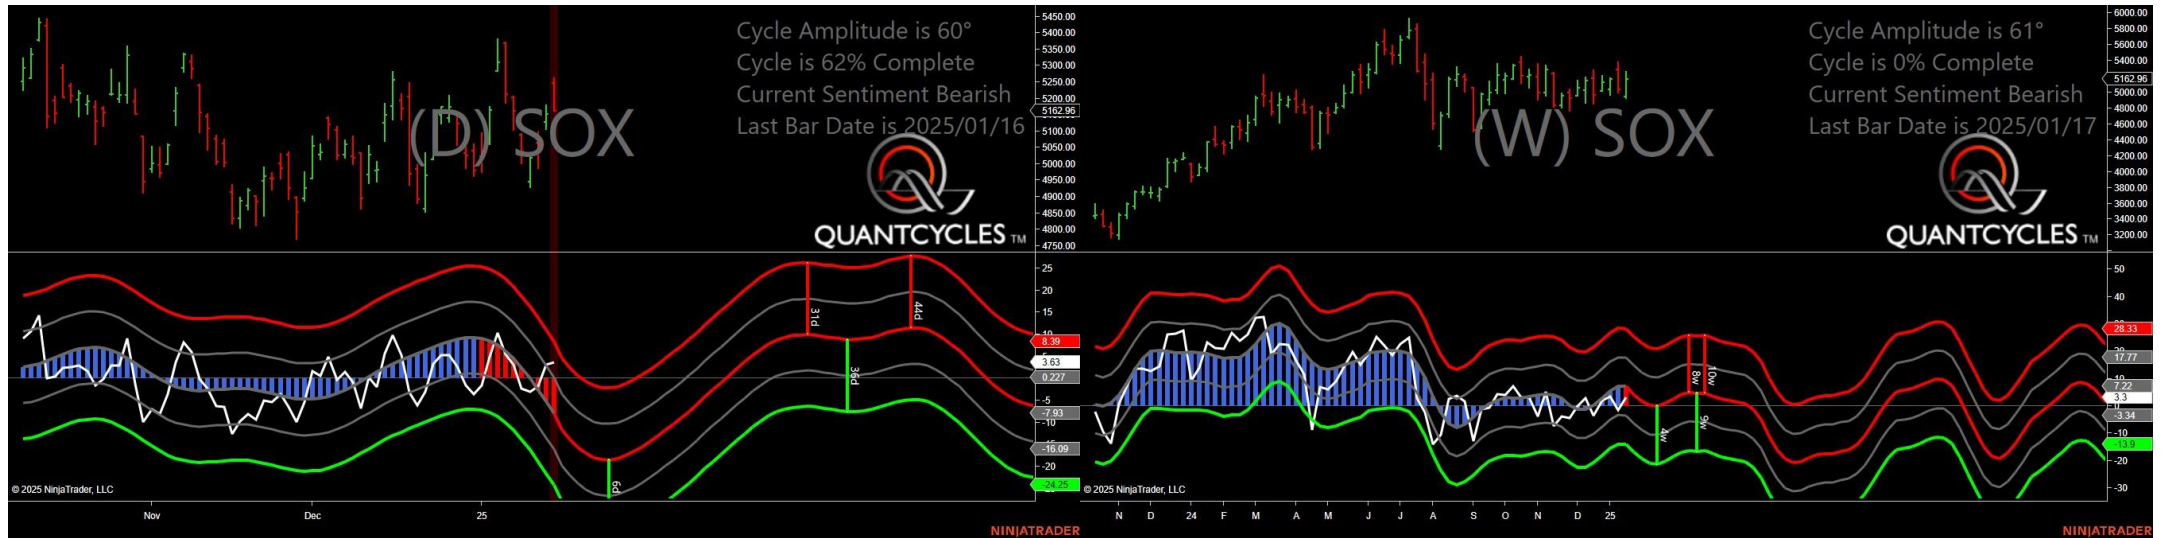 Cycle Amplitude is 60°
Cycle is 62% Complete
Current Sentiment Bearish
Last Bar Date is 2025/01/16
(D) SOX
QUANTCYCLES TM
5450.00
5400.00
5350.00
5300.00
5250.00
5200.00
5162.96
5100.00
5050.00
5000.00
4950.00
4900.00
4850.00
4800.00
4750.00
31d
44d
36d
6d
25
20
15
10
8.39
3.63
0.227
-5
-7.93
-10
-16.09
-20
-24.25
© 2025 NinjaTrader, LLC
Nov Dec 25
NINJATRADER
Cycle Amplitude is 61°
Cycle is 0% Complete
Current Sentiment Bearish
Last Bar Date is 2025/01/17
(W) SOX
QUANTCYCLES TM
6000.00
5800.00
5600.00
5400.00
5162.96
5000.00
4800.00
4600.00
4400.00
4200.00
4000.00
3800.00
3600.00
3400.00
3200.00
8w
10w
4w
9w
50
40
28.33
17.77
10
7.22
3.3
-3.34
-10
-13.9
-20
-30
© 2025 NinjaTrader, LLC
N D 24 F M A M J J A S O N D 25
NINJATRADER